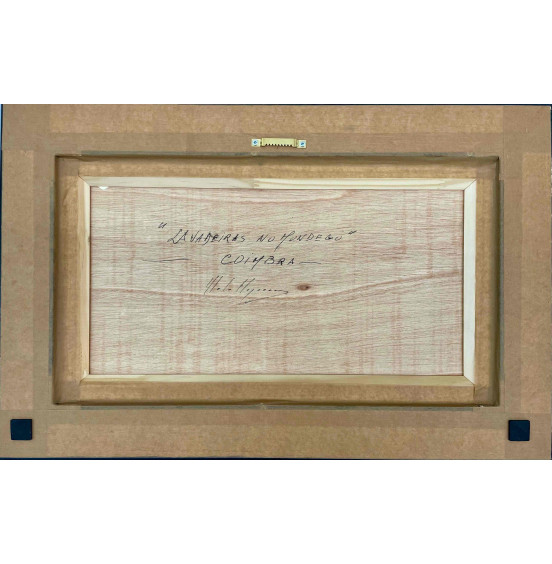 "LAVADEIRAS NO MONDEGO"
— COIMBRA —